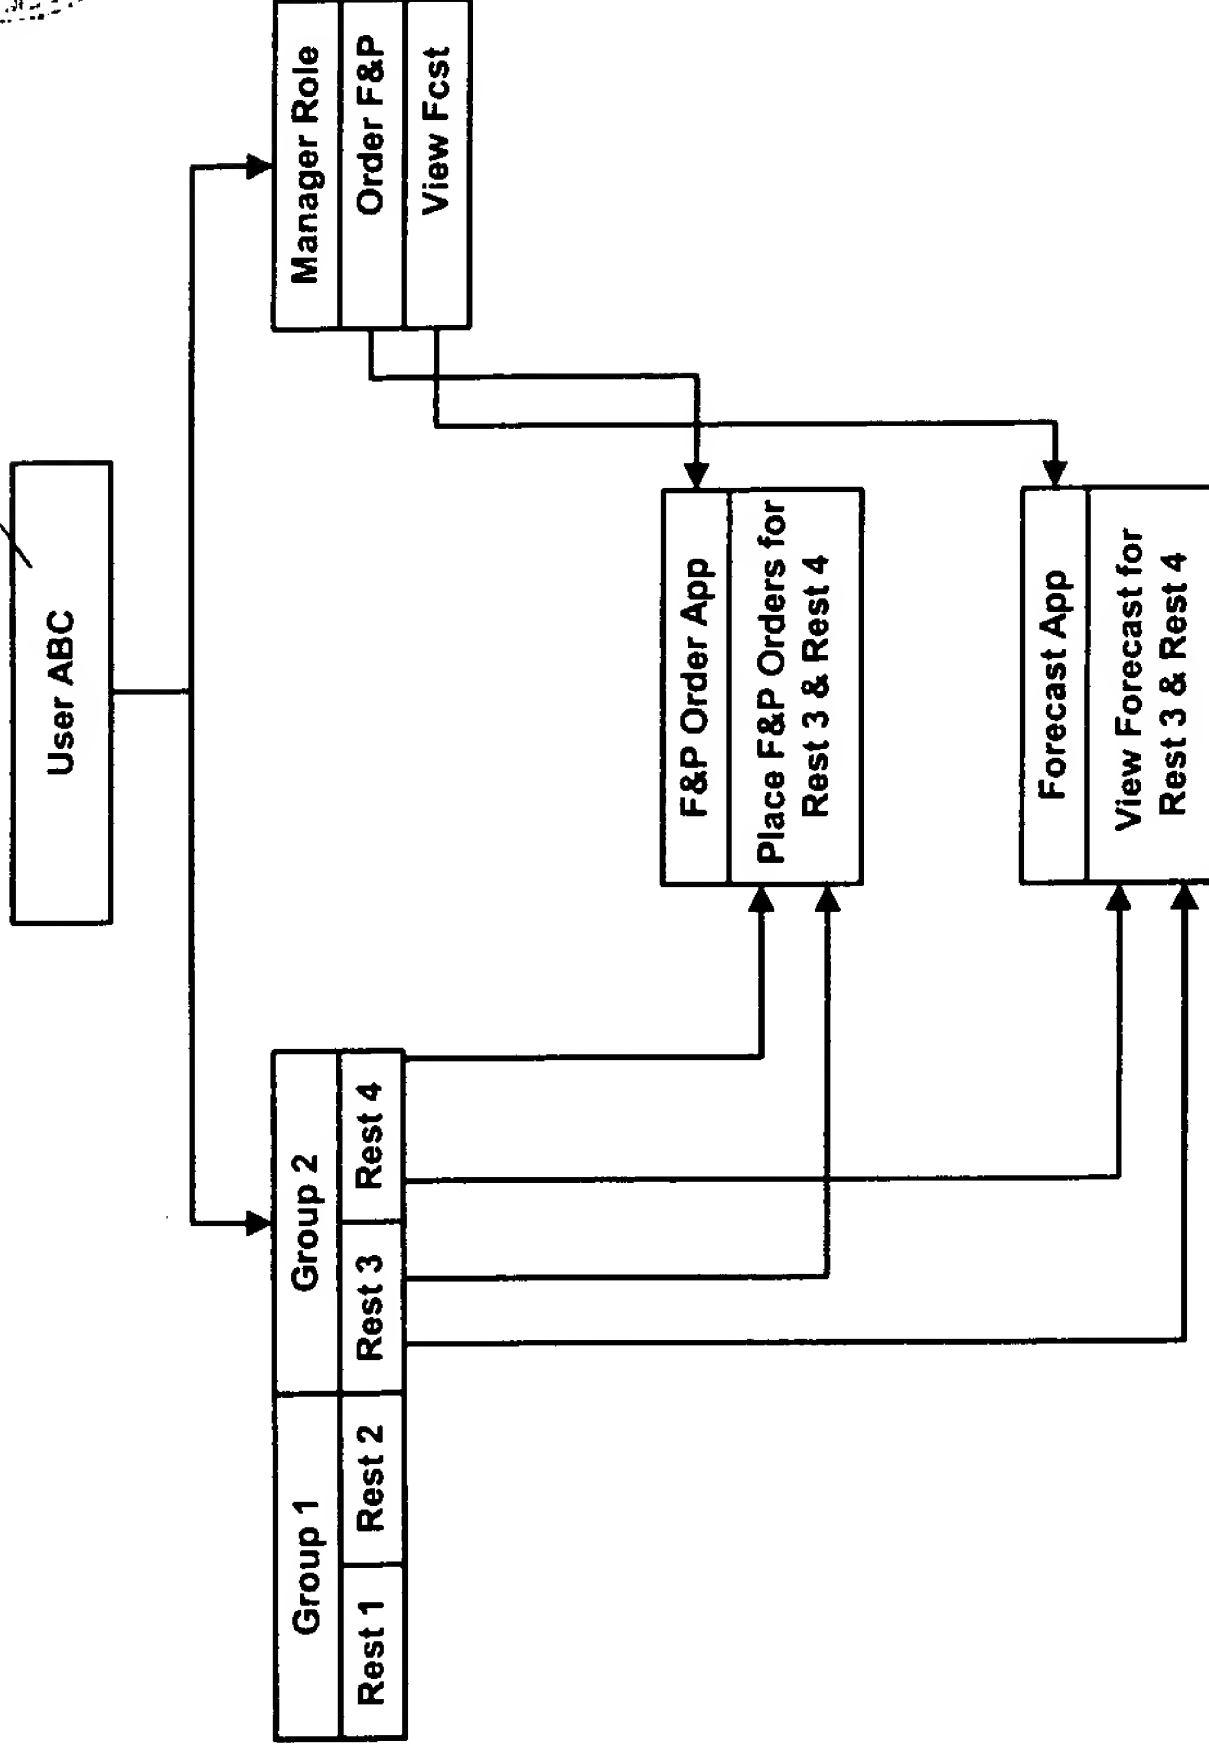 User ABC
Group 1
Group 2
Rest 1
Rest 2
Rest 3
Rest 4
Manager Role
Order F&P
View Fcst
F&P Order App
Place F&P Orders for
Rest 3 & Rest 4
Forecast App
View Forecast for
Rest 3 & Rest 4